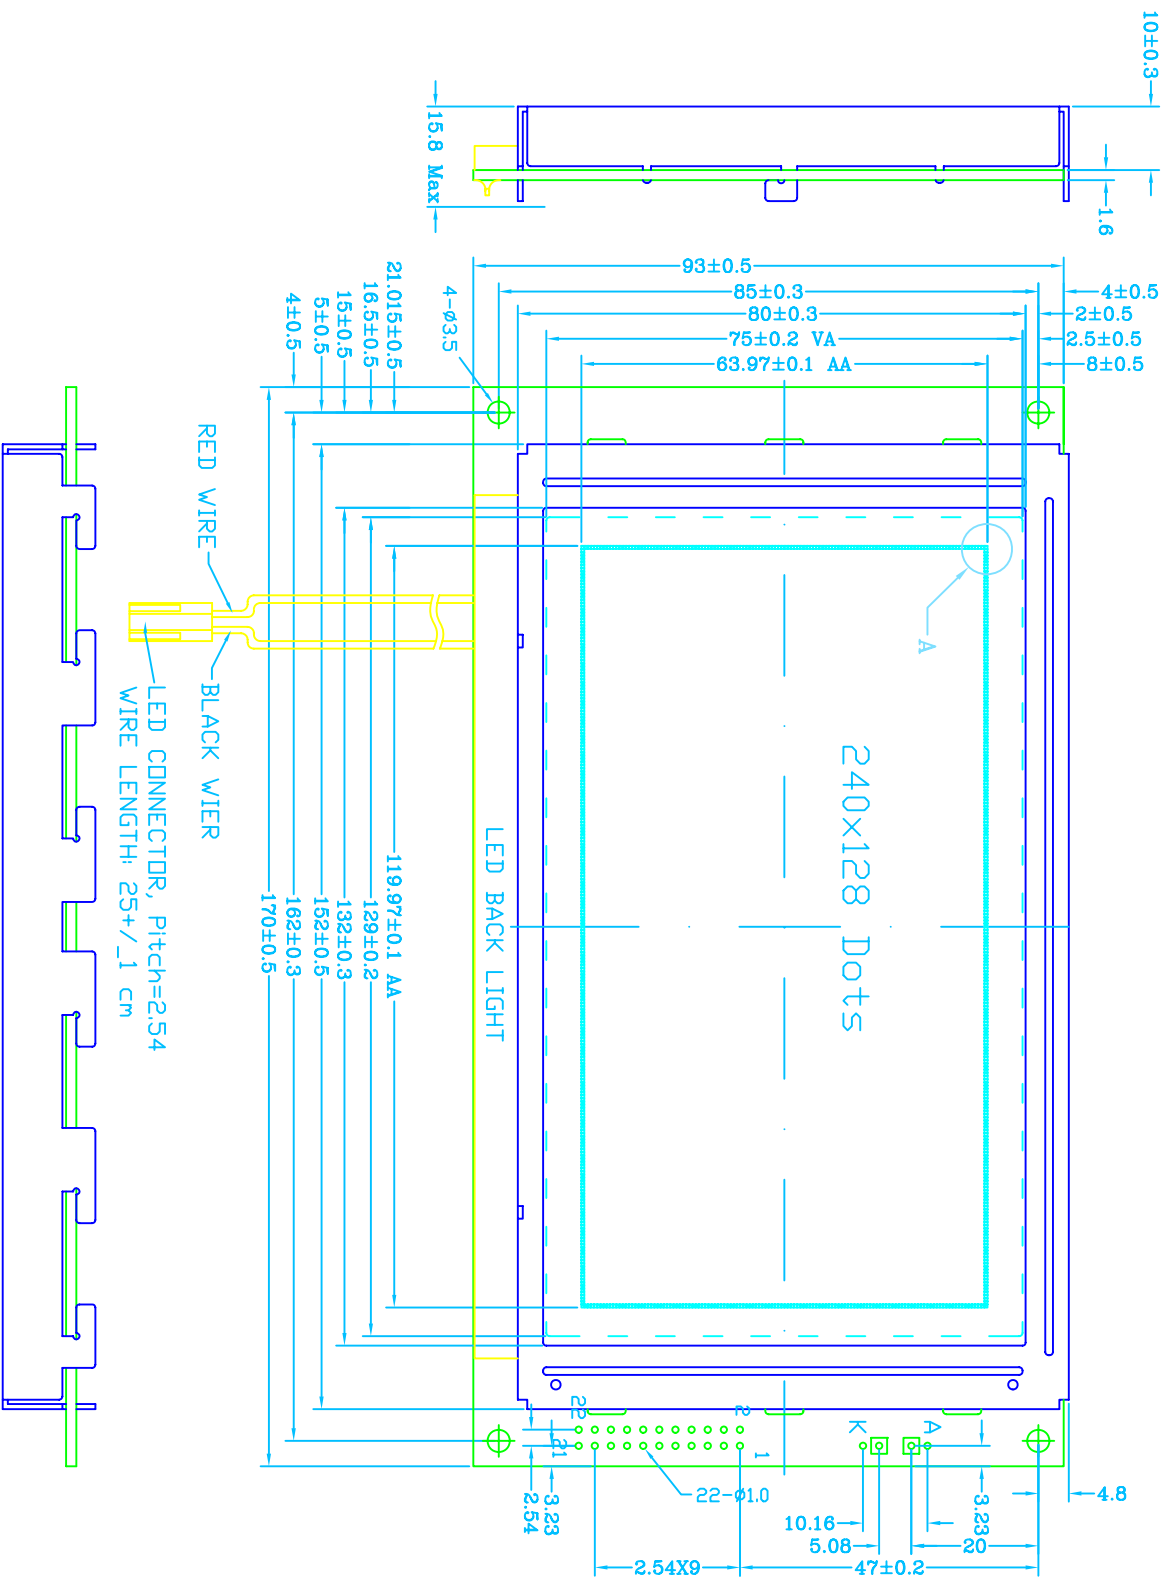 10±0.3
1.6
15.8 Max
93±0.5
85±0.3
80±0.3
75±0.2 VA
63.97±0.1 AA
4±0.5
2±0.5
2.5±0.5
8±0.5
21.015±0.5
16.5±0.5
15±0.5
5±0.5
4±0.5
4-ø3.5
RED WIRE
BLACK WIER
LED CONNECTOR, Pitch=2.54
WIRE LENGTH: 25+/_1 cm
A
240x128 Dots
LED BACK LIGHT
119.97±0.1 AA
129±0.2
132±0.3
152±0.5
162±0.3
170±0.5
22
21
2
1
K
A
22-ø1.0
3.23
2.54
4.8
3.23
10.16
5.08
20
2.54X9
47±0.2